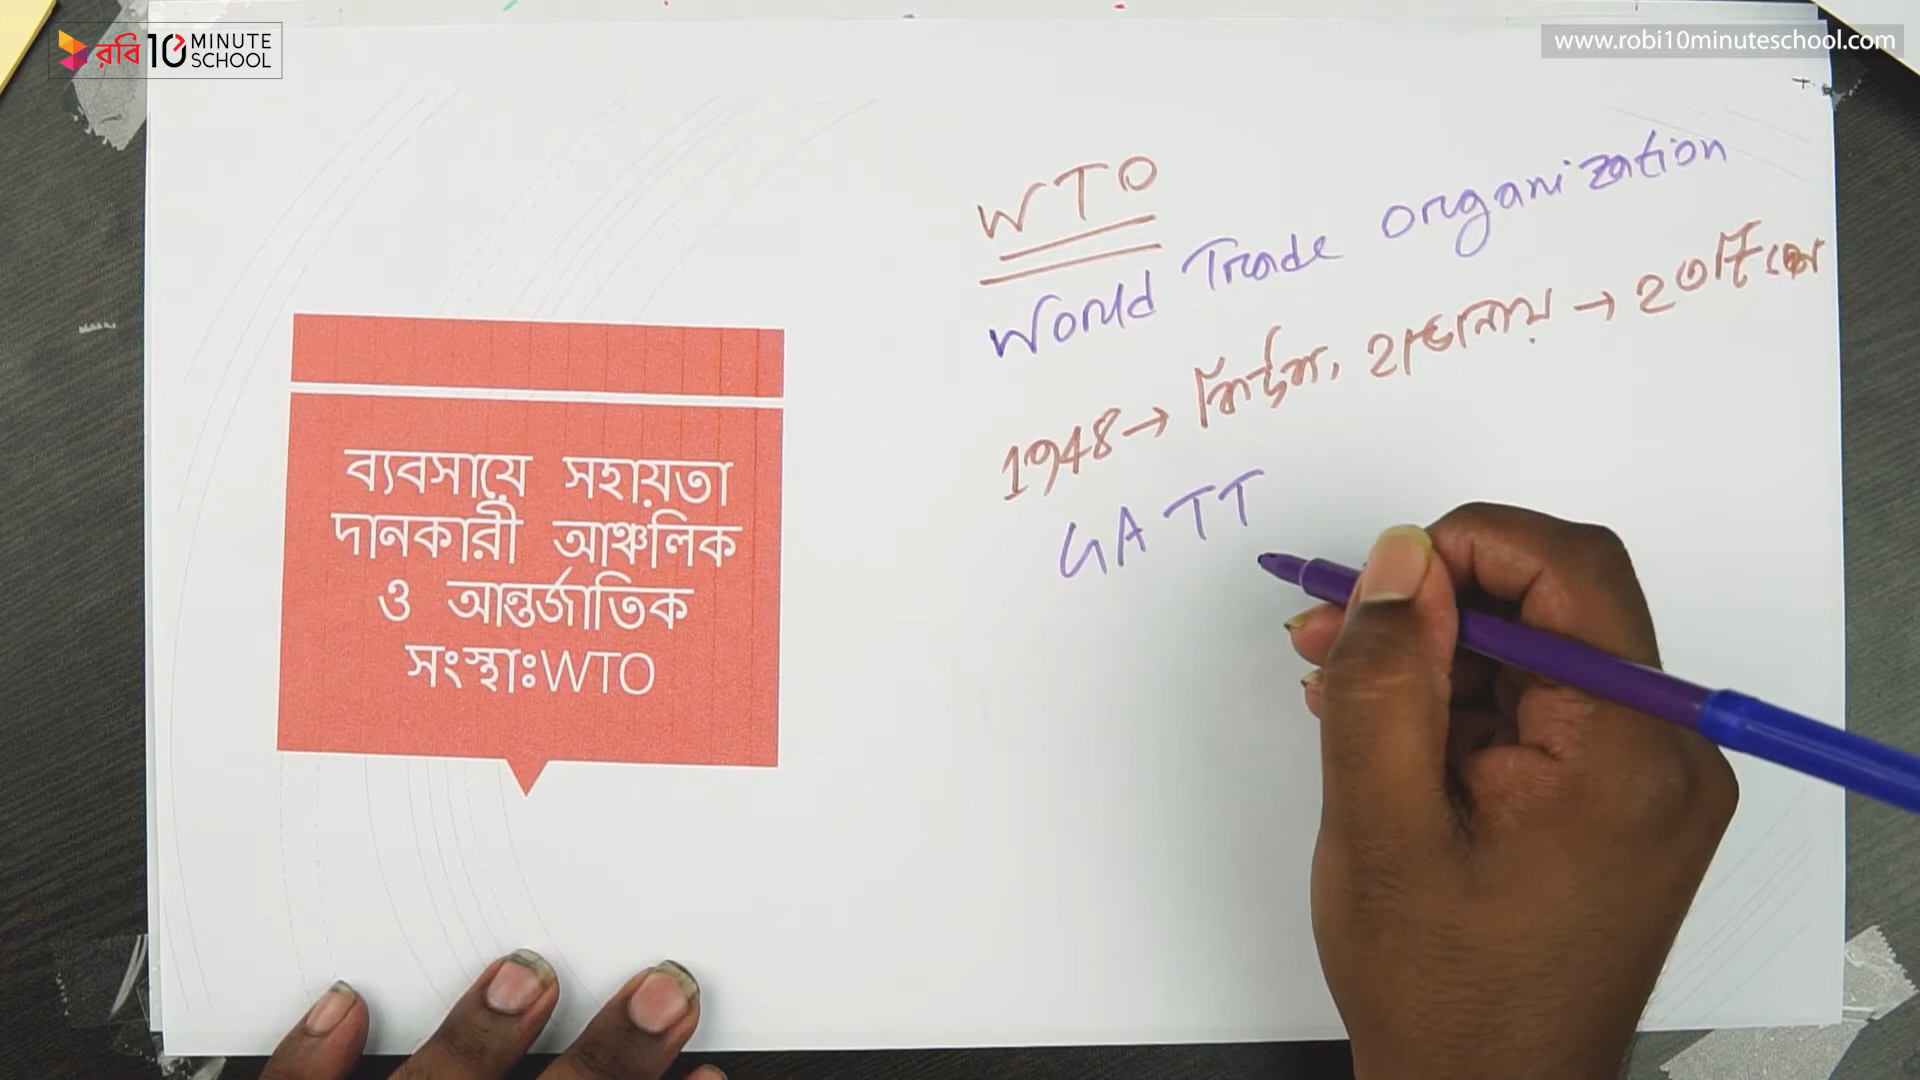 রবি 10 MINUTE SCHOOL
www.robi10minuteschool.com
ব্যবসায়ে সহায়তা
দানকারী আঞ্চলিক
ও আন্তর্জাতিক
সংস্থাঃWTO
WTO
World Trade Organization
1948→ কিউবা, হাভানায় → ২৩টি
GATT